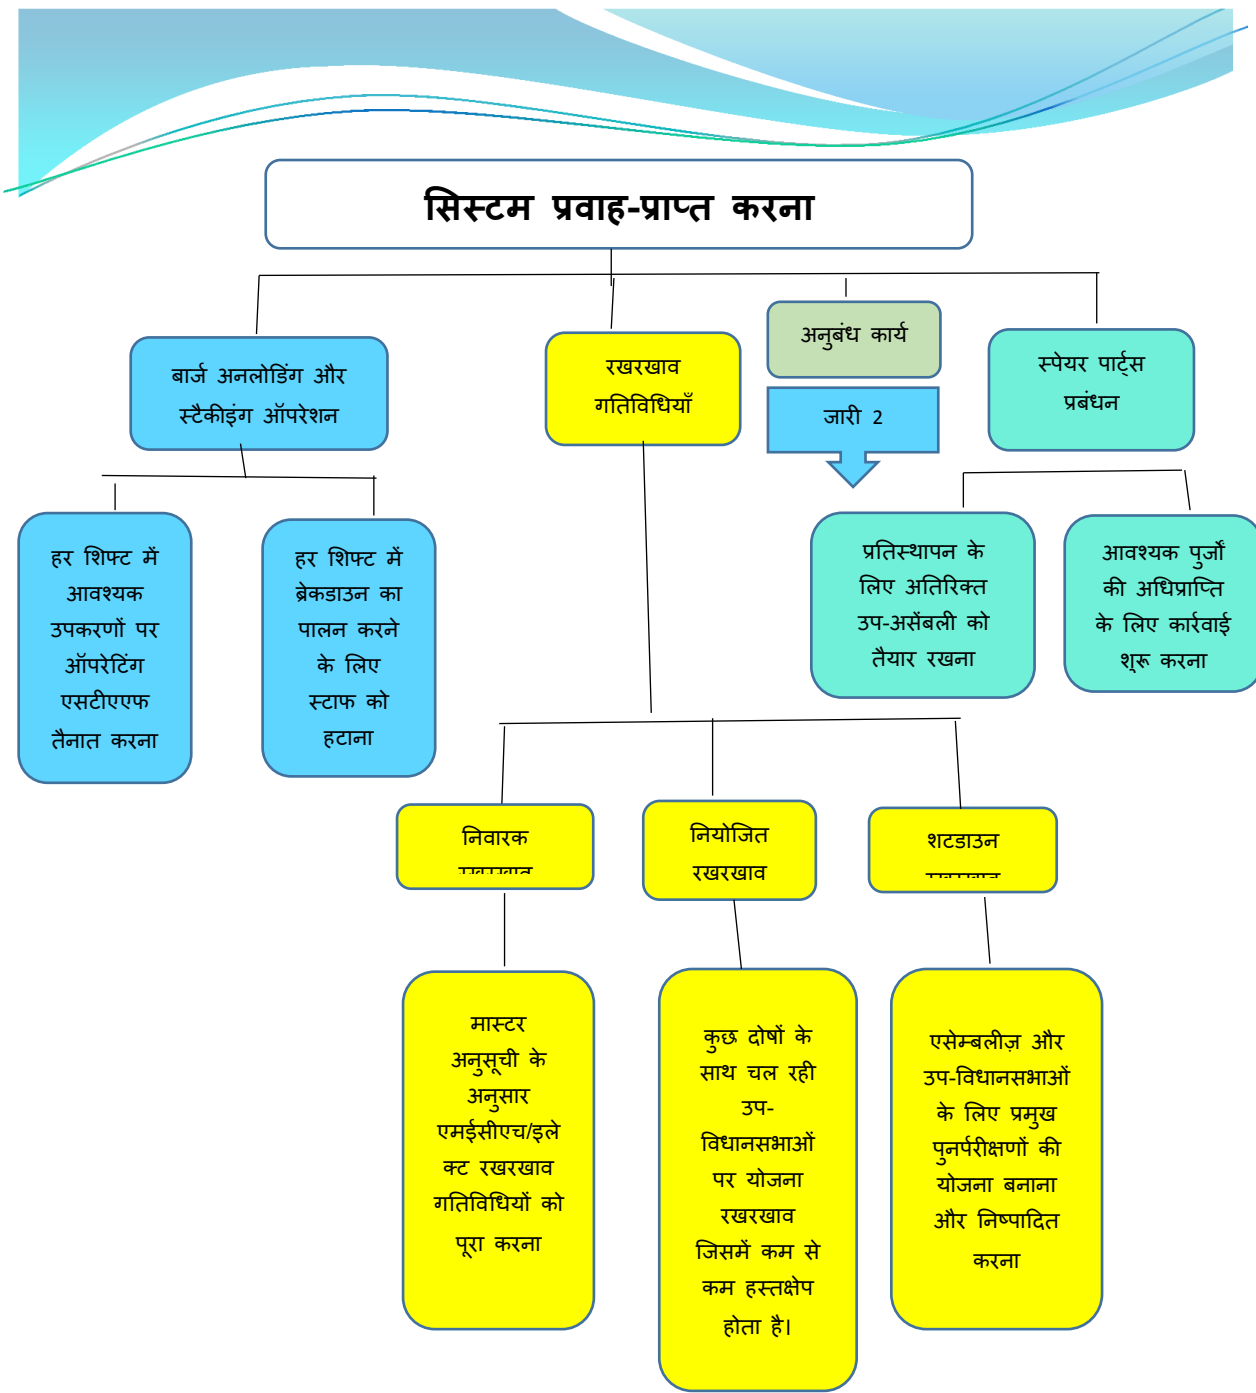 सिस्टम प्रवाह-प्राप्त करना
बार्ज अनलोडिंग और
स्टैकीइंग ऑपरेशन
रखरखाव
गतिविधियाँ
अनुबंध कार्य
जारी 2
स्पेयर पार्ट्स
प्रबंधन
हर शिफ्ट में
आवश्यक
उपकरणों पर
ऑपरेटिंग
एसटीएएफ
तैनात करना
हर शिफ्ट में
ब्रेकडाउन का
पालन करने
के लिए
स्टाफ को
हटाना
प्रतिस्थापन के
लिए अतिरिक्त
उप-असेंबली को
तैयार रखना
आवश्यक पुर्जों
की अधिप्राप्ति
के लिए कार्रवाई
शुरू करना
निवारक
नियोजित
रखरखाव
शटडाउन
मास्टर
अनुसूची के
अनुसार
एमईसीएच/इले
क्ट रखरखाव
गतिविधियों को
पूरा करना
कुछ दोषों के
साथ चल रही
उप-
विधानसभाओं
पर योजना
रखरखाव
जिसमें कम से
कम हस्तक्षेप
होता है।
एसेम्बलीज़ और
उप-विधानसभाओं
के लिए प्रमुख
पुनर्परीक्षणों की
योजना बनाना
और निष्पादित
करना